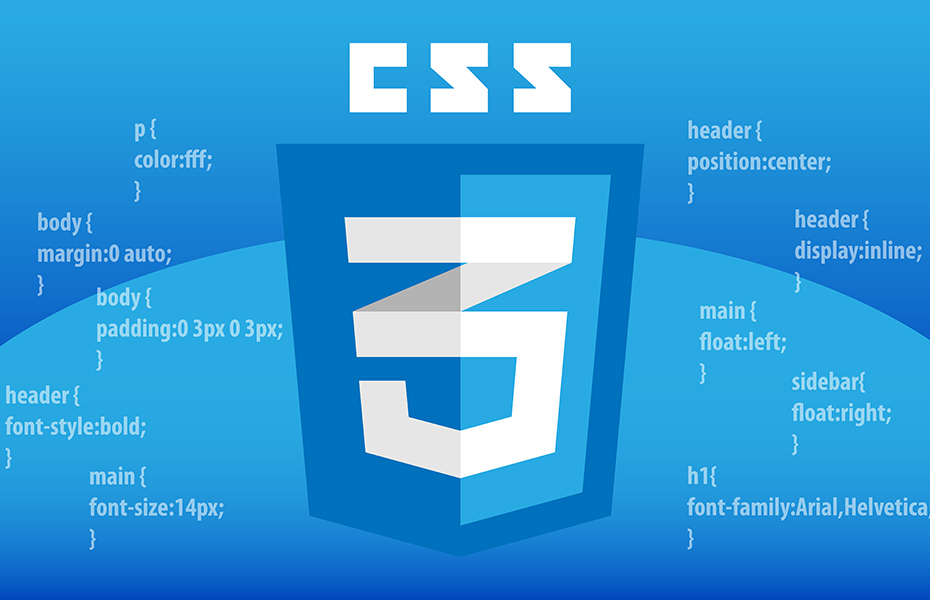 CSS
3
p {
color:fff;
}
body {
margin:0 auto;
}
body {
padding:0 3px 0 3px;
}
header {
font-style:bold;
}
main {
font-size:14px;
}
header {
position:center;
}
header {
display:inline;
}
main {
float:left;
}
sidebar{
float:right;
}
h1{
font-family:Arial,Helvetica,
}